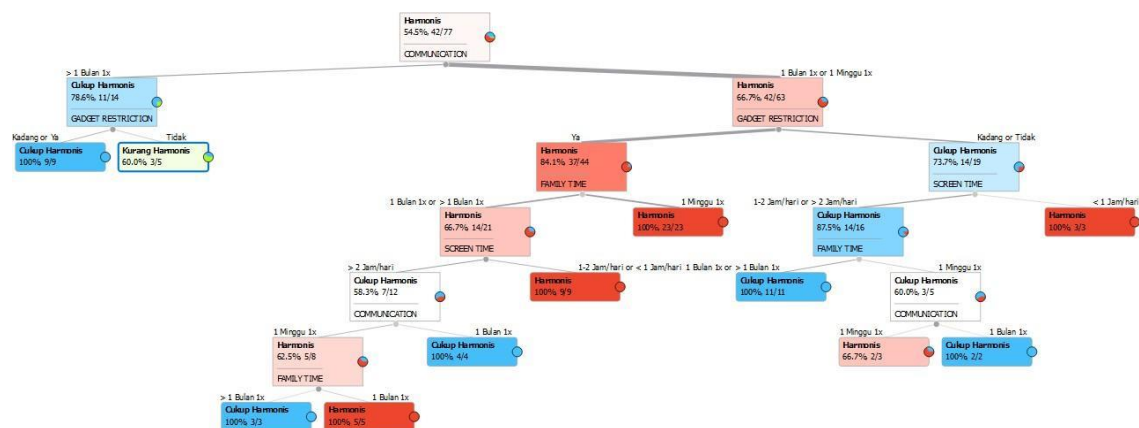 Harmonis
54.5%, 42/77
COMMUNICATION
> 1 Bulan 1x
1 Bulan 1x or 1 Minggu 1x
Cukup Harmonis
78.6%, 11/14
GADGET RESTRICTION
Harmonis
66.7%, 42/63
GADGET RESTRICTION
Kadang or Ya
Tidak
Ya
Kadang or Tidak
Cukup Harmonis
100%, 9/9
Kurang Harmonis
60.0%, 3/5
Harmonis
84.1%, 37/44
FAMILY TIME
Cukup Harmonis
73.7%, 14/19
SCREEN TIME
1 Bulan 1x or > 1 Bulan 1x
1 Minggu 1x
1-2 Jam/hari or > 2 Jam/hari
< 1 Jam/hari
Harmonis
66.7%, 14/21
SCREEN TIME
Harmonis
100%, 23/23
Cukup Harmonis
87.5%, 14/16
FAMILY TIME
Harmonis
100%, 3/3
> 2 Jam/hari
1-2 Jam/hari or < 1 Jam/hari
1 Bulan 1x or > 1 Bulan 1x
1 Minggu 1x
Cukup Harmonis
58.3%, 7/12
COMMUNICATION
Harmonis
100%, 9/9
Cukup Harmonis
100%, 11/11
Cukup Harmonis
60.0%, 3/5
COMMUNICATION
1 Minggu 1x
1 Bulan 1x
1 Minggu 1x
1 Bulan 1x
Harmonis
62.5%, 5/8
FAMILY TIME
Cukup Harmonis
100%, 4/4
Harmonis
66.7%, 2/3
Cukup Harmonis
100%, 2/2
> 1 Bulan 1x
1 Bulan 1x
Cukup Harmonis
100%, 3/3
Harmonis
100%, 5/5